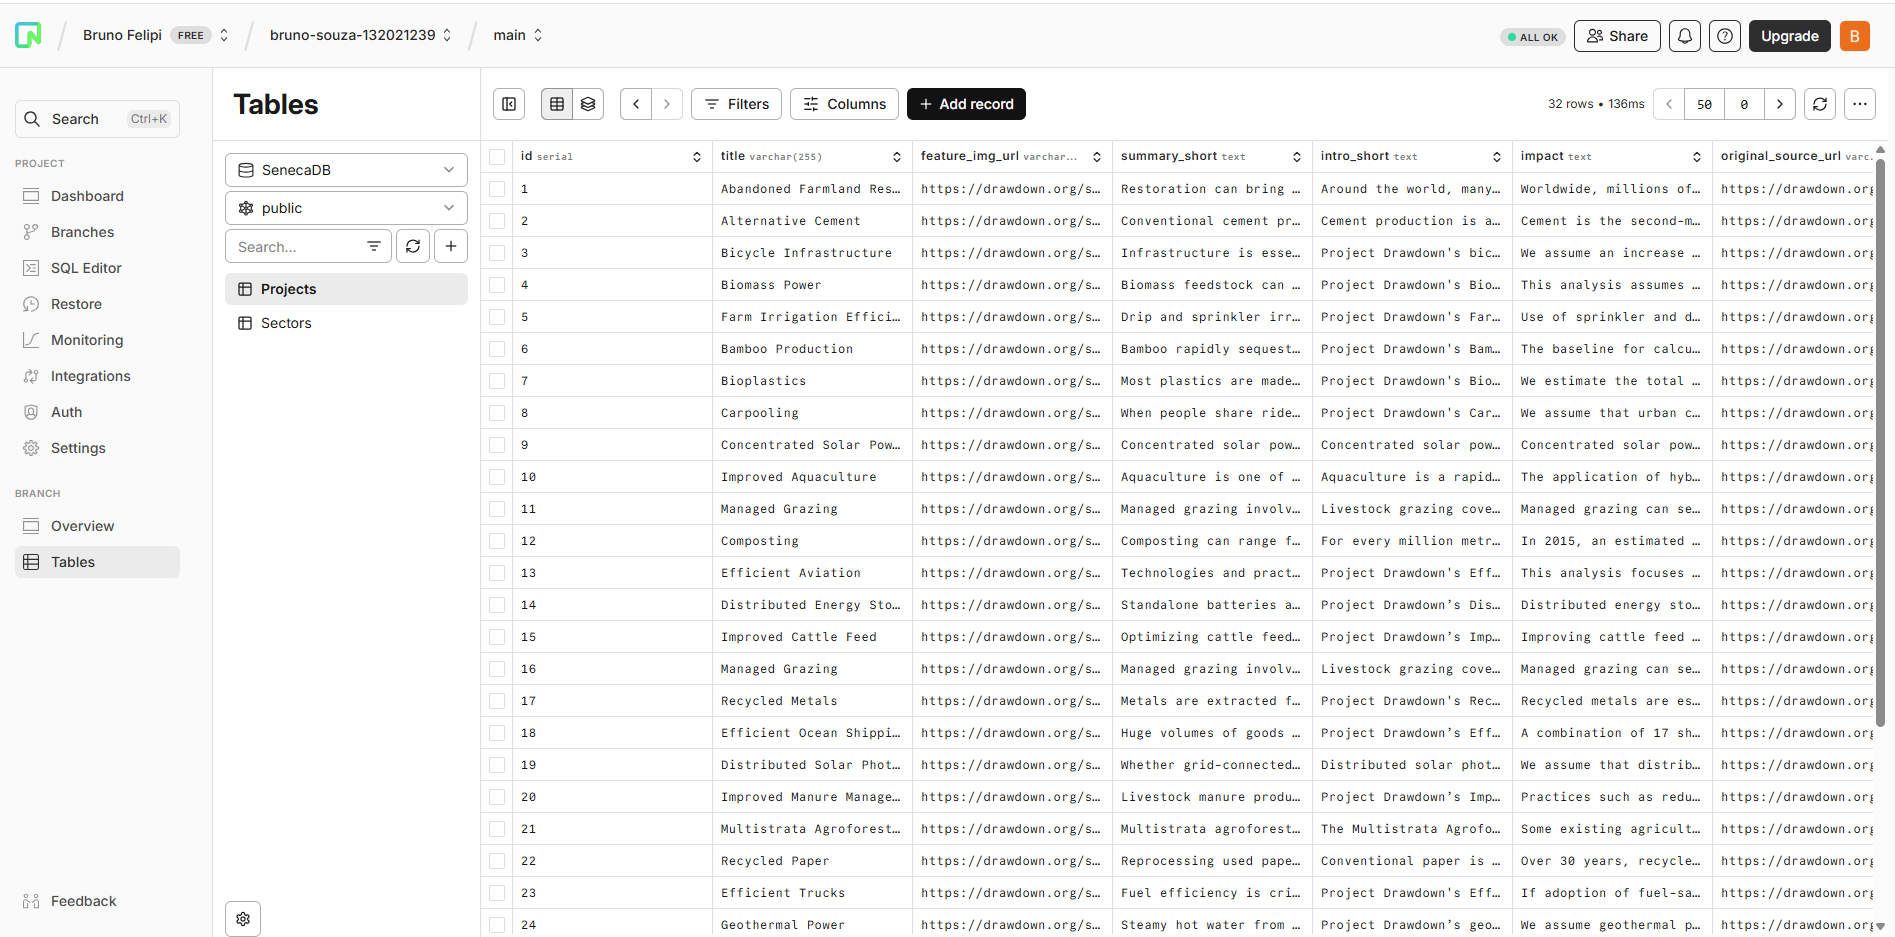 Bruno Felipi FREE bruno-souza-132021239 main ALL OK Share Upgrade B
Search Ctrl+K
PROJECT
Dashboard
Branches
SQL Editor
Restore
Monitoring
Integrations
Auth
Settings
BRANCH
Overview
Tables
Feedback
Tables
SenecaDB
public
Search...
Projects
Sectors
Filters Columns + Add record 32 rows • 136ms 50 0
id serial title varchar(255) feature_img_url varchar... summary_short text intro_short text impact text original_source_url varc...
1 Abandoned Farmland Res… https://drawdown.org/s… Restoration can bring … Around the world, many… Worldwide, millions of… https://drawdown.org
2 Alternative Cement https://drawdown.org/s… Conventional cement pr… Cement production is a… Cement is the second-m… https://drawdown.org
3 Bicycle Infrastructure https://drawdown.org/s… Infrastructure is esse… Project Drawdown's bic… We assume an increase … https://drawdown.org
4 Biomass Power https://drawdown.org/s… Biomass feedstock can … Project Drawdown's Bio… This analysis assumes … https://drawdown.org
5 Farm Irrigation Effici… https://drawdown.org/s… Drip and sprinkler irr… Project Drawdown's Far… Use of sprinkler and d… https://drawdown.org
6 Bamboo Production https://drawdown.org/s… Bamboo rapidly sequest… Project Drawdown's Bam… The baseline for calcu… https://drawdown.org
7 Bioplastics https://drawdown.org/s… Most plastics are made… Project Drawdown's Bio… We estimate the total … https://drawdown.org
8 Carpooling https://drawdown.org/s… When people share ride… Project Drawdown's Car… We assume that urban c… https://drawdown.org
9 Concentrated Solar Pow… https://drawdown.org/s… Concentrated solar pow… Concentrated solar pow… Concentrated solar pow… https://drawdown.org
10 Improved Aquaculture https://drawdown.org/s… Aquaculture is one of … Aquaculture is a rapid… The application of hyb… https://drawdown.org
11 Managed Grazing https://drawdown.org/s… Managed grazing involv… Livestock grazing cove… Managed grazing can se… https://drawdown.org
12 Composting https://drawdown.org/s… Composting can range f… For every million metr… In 2015, an estimated … https://drawdown.org
13 Efficient Aviation https://drawdown.org/s… Technologies and pract… Project Drawdown's Eff… This analysis focuses … https://drawdown.org
14 Distributed Energy Sto… https://drawdown.org/s… Standalone batteries a… Project Drawdown’s Dis… Distributed energy sto… https://drawdown.org
15 Improved Cattle Feed https://drawdown.org/s… Optimizing cattle feed… Project Drawdown’s Imp… Improving cattle feed … https://drawdown.org
16 Managed Grazing https://drawdown.org/s… Managed grazing involv… Livestock grazing cove… Managed grazing can se… https://drawdown.org
17 Recycled Metals https://drawdown.org/s… Metals are extracted f… Project Drawdown's Rec… Recycled metals are es… https://drawdown.org
18 Efficient Ocean Shippi… https://drawdown.org/s… Huge volumes of goods … Project Drawdown’s Eff… A combination of 17 sh… https://drawdown.org
19 Distributed Solar Phot… https://drawdown.org/s… Whether grid-connected… Distributed solar phot… We assume that distrib… https://drawdown.org
20 Improved Manure Manage… https://drawdown.org/s… Livestock manure produ… Project Drawdown’s Imp… Practices such as redu… https://drawdown.org
21 Multistrata Agroforest… https://drawdown.org/s… Multistrata agroforest… The Multistrata Agrofo… Some existing agricult… https://drawdown.org
22 Recycled Paper https://drawdown.org/s… Reprocessing used pape… Conventional paper is … Over 30 years, recycle… https://drawdown.org
23 Efficient Trucks https://drawdown.org/s… Fuel efficiency is cri… Project Drawdown's Eff… If adoption of fuel-sa… https://drawdown.org
24 Geothermal Power https://drawdown.org/s… Steamy hot water from … Project Drawdown’s geo… We assume geothermal p… https://drawdown.org